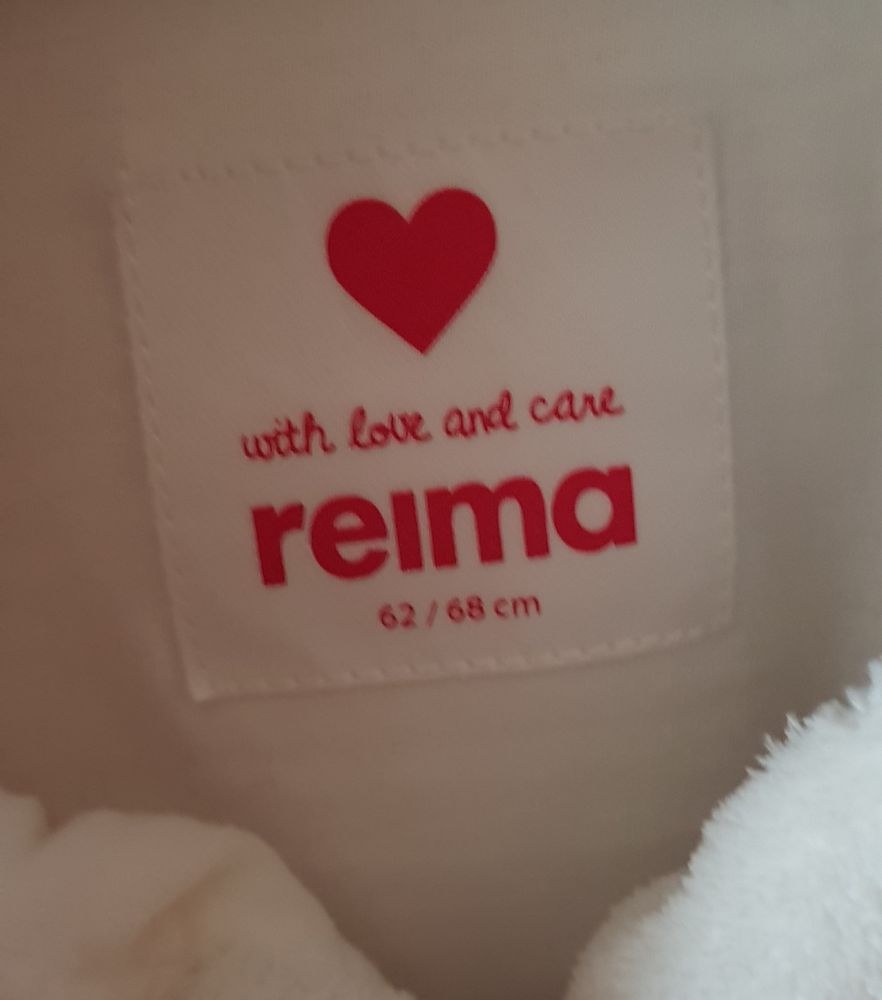 with love and care
reima
62 / 68 cm